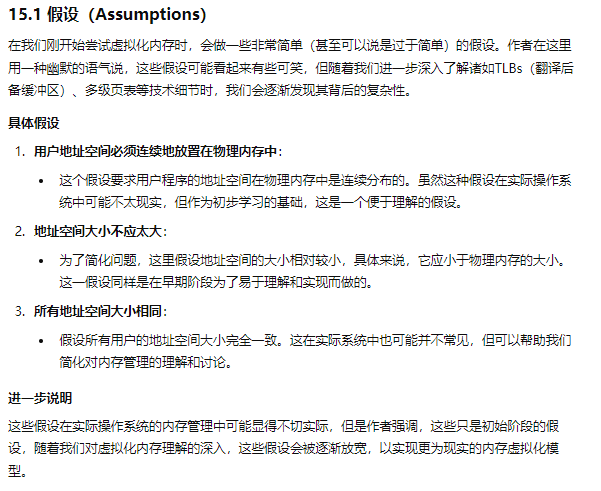 15.1 假设（Assumptions）
在我们刚开始尝试虚拟化内存时，会做一些非常简单（甚至可以说是过于简单）的假设。作者在这里
用一种幽默的语气说，这些假设可能看起来有些可笑，但随着我们进一步深入了解诸如TLBs（翻译后
备缓冲区）、多级页表等技术细节时，我们会逐渐发现其背后的复杂性。
具体假设
1. 用户地址空间必须连续地放置在物理内存中：
• 这个假设要求用户程序的地址空间在物理内存中是连续分布的。虽然这种假设在实际操作系
统中可能不太现实，但作为初步学习的基础，这是一个便于理解的假设。
2. 地址空间大小不应太大：
• 为了简化问题，这里假设地址空间的大小相对较小，具体来说，它应小于物理内存的大小。
这一假设同样是在早期阶段为了易于理解和实现而做的。
3. 所有地址空间大小相同：
• 假设所有用户的地址空间大小完全一致。这在实际系统中也可能并不常见，但可以帮助我们
简化对内存管理的理解和讨论。
进一步说明
这些假设在实际操作系统的内存管理中可能显得不切实际，但是作者强调，这些只是初始阶段的假
设，随着我们对虚拟化内存理解的深入，这些假设会被逐渐放宽，以实现更为现实的内存虚拟化模
型。